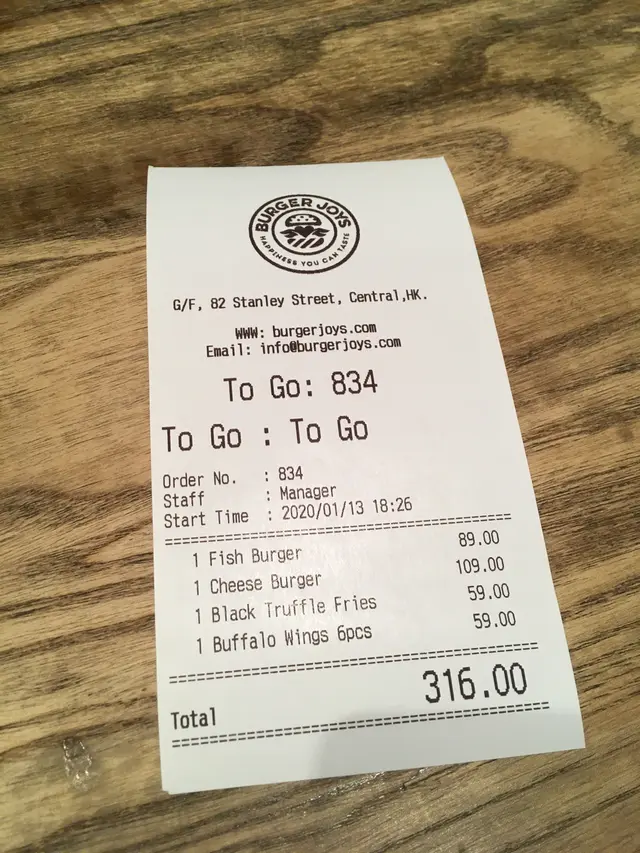 BURGER JOYS
HAPPINESS YOU CAN TASTE
G/F, 82 Stanley Street, Central,HK.
WWW: burgerjoys.com
Email: info@burgerjoys.com
To Go: 834
To Go : To Go
Order No. : 834
Staff : Manager
Start Time : 2020/01/13 18:26
1 Fish Burger 89.00
1 Cheese Burger 109.00
1 Black Truffle Fries 59.00
1 Buffalo Wings 6pcs 59.00
Total 316.00